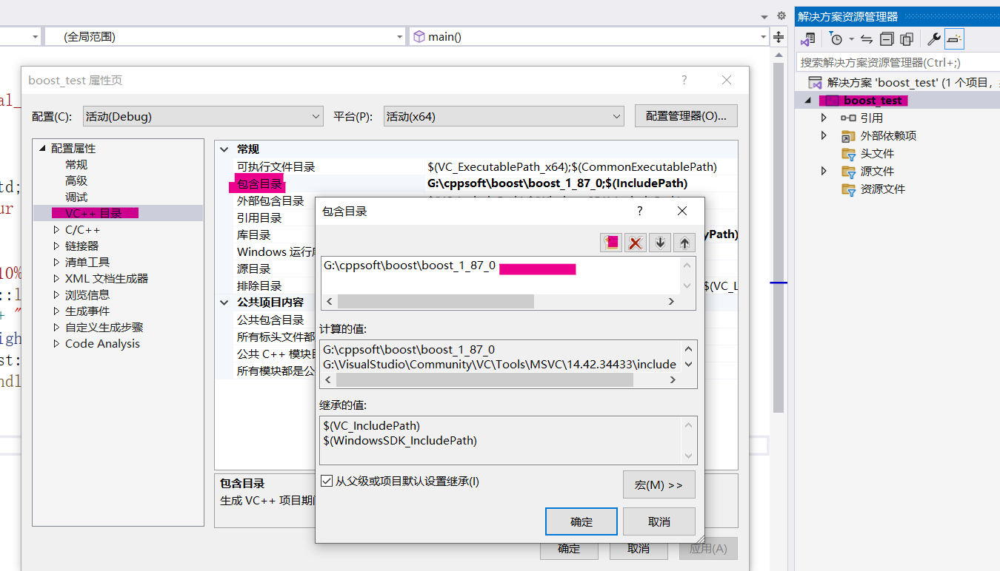 (全局范围)
main()
解决方案资源管理器
搜索解决方案资源管理器(Ctrl+;)
解决方案 'boost_test' (1 个项目,
boost_test
引用
外部依赖项
头文件
源文件
资源文件
al_
td;
ur
10%
::l
+ "
igh
st:
ndl
boost_test 属性页
?
配置(C):
活动(Debug)
平台(P):
活动(x64)
配置管理器(O)...
配置属性
常规
高级
调试
VC++ 目录
C/C++
链接器
清单工具
XML 文档生成器
浏览信息
生成事件
自定义生成步骤
Code Analysis
常规
可执行文件目录 $(VC_ExecutablePath_x64);$(CommonExecutablePath)
包含目录 G:\cppsoft\boost\boost_1_87_0;$(IncludePath)
外部包含目录
引用目录
库目录 yPath)
Windows 运行
源目录
排除目录 $(VC_L
公共项目内容
公共包含目录
所有标头文件都
公共 C++ 模块
所有模块都是公
包含目录
生成 VC++ 项目期
确定
取消
应用(A)
包含目录
?
G:\cppsoft\boost\boost_1_87_0
计算的值:
G:\cppsoft\boost\boost_1_87_0
G:\VisualStudio\Community\VC\Tools\MSVC\14.42.34433\include
继承的值:
$(VC_IncludePath)
$(WindowsSDK_IncludePath)
从父级或项目默认设置继承(I)
宏(M) >>
确定
取消